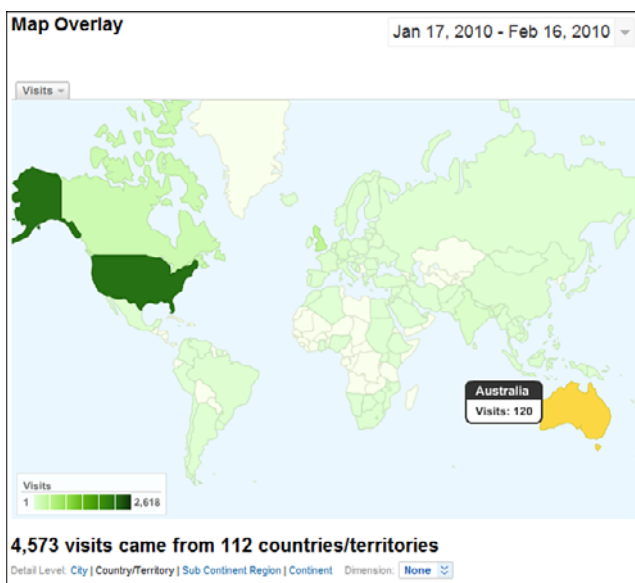 Map Overlay
Jan 17, 2010 - Feb 16, 2010
Visits
Australia
Visits: 120
Visits
1 2,618
4,573 visits came from 112 countries/territories
Detail Level: City | Country/Territory | Sub Continent Region | Continent Dimension: None